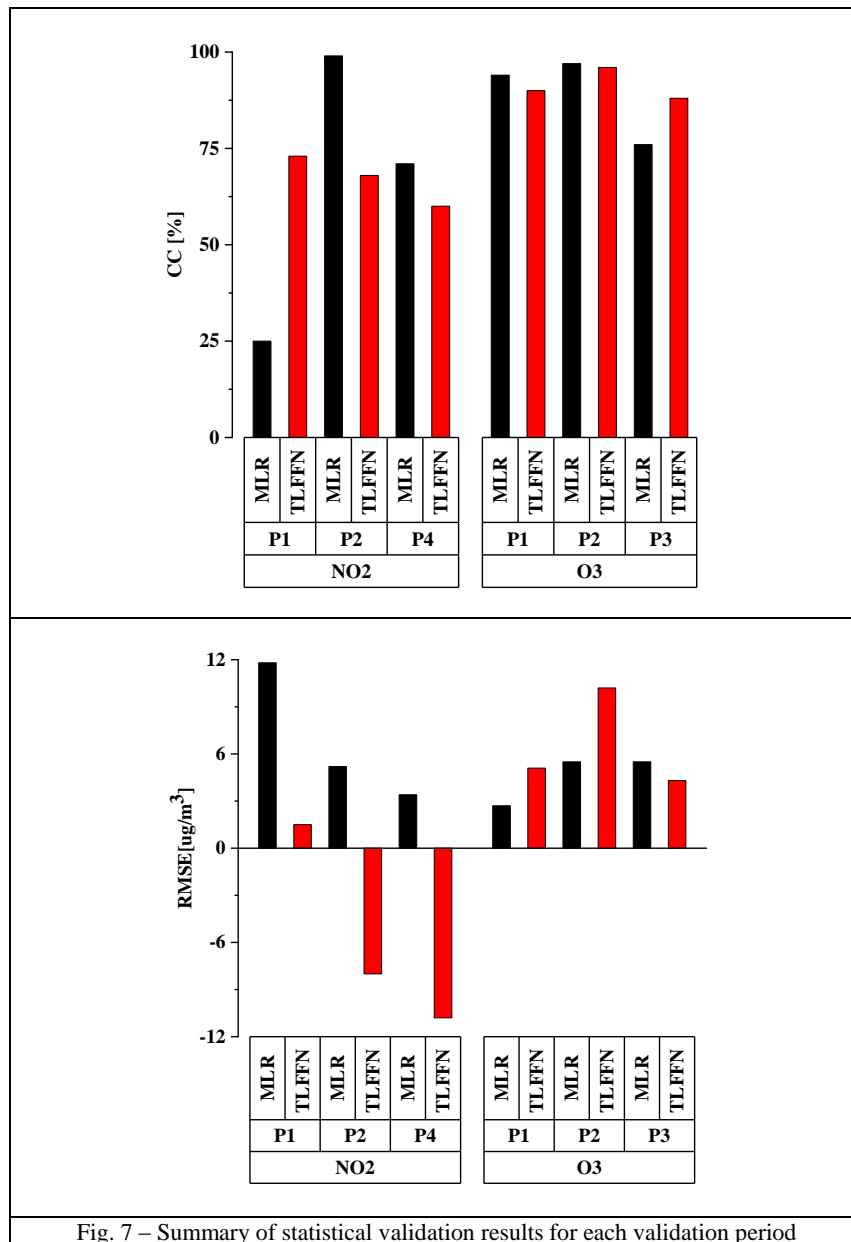 100
75
50
25
0
CC [%]
MLR TLFFN MLR TLFFN MLR TLFFN MLR TLFFN MLR TLFFN MLR TLFFN
P1 P2 P4 P1 P2 P3
NO2 O3
12
6
0
-6
-12
RMSE[ug/m³]
MLR TLFFN MLR TLFFN MLR TLFFN MLR TLFFN MLR TLFFN MLR TLFFN
P1 P2 P4 P1 P2 P3
NO2 O3
Fig. 7 – Summary of statistical validation results for each validation period